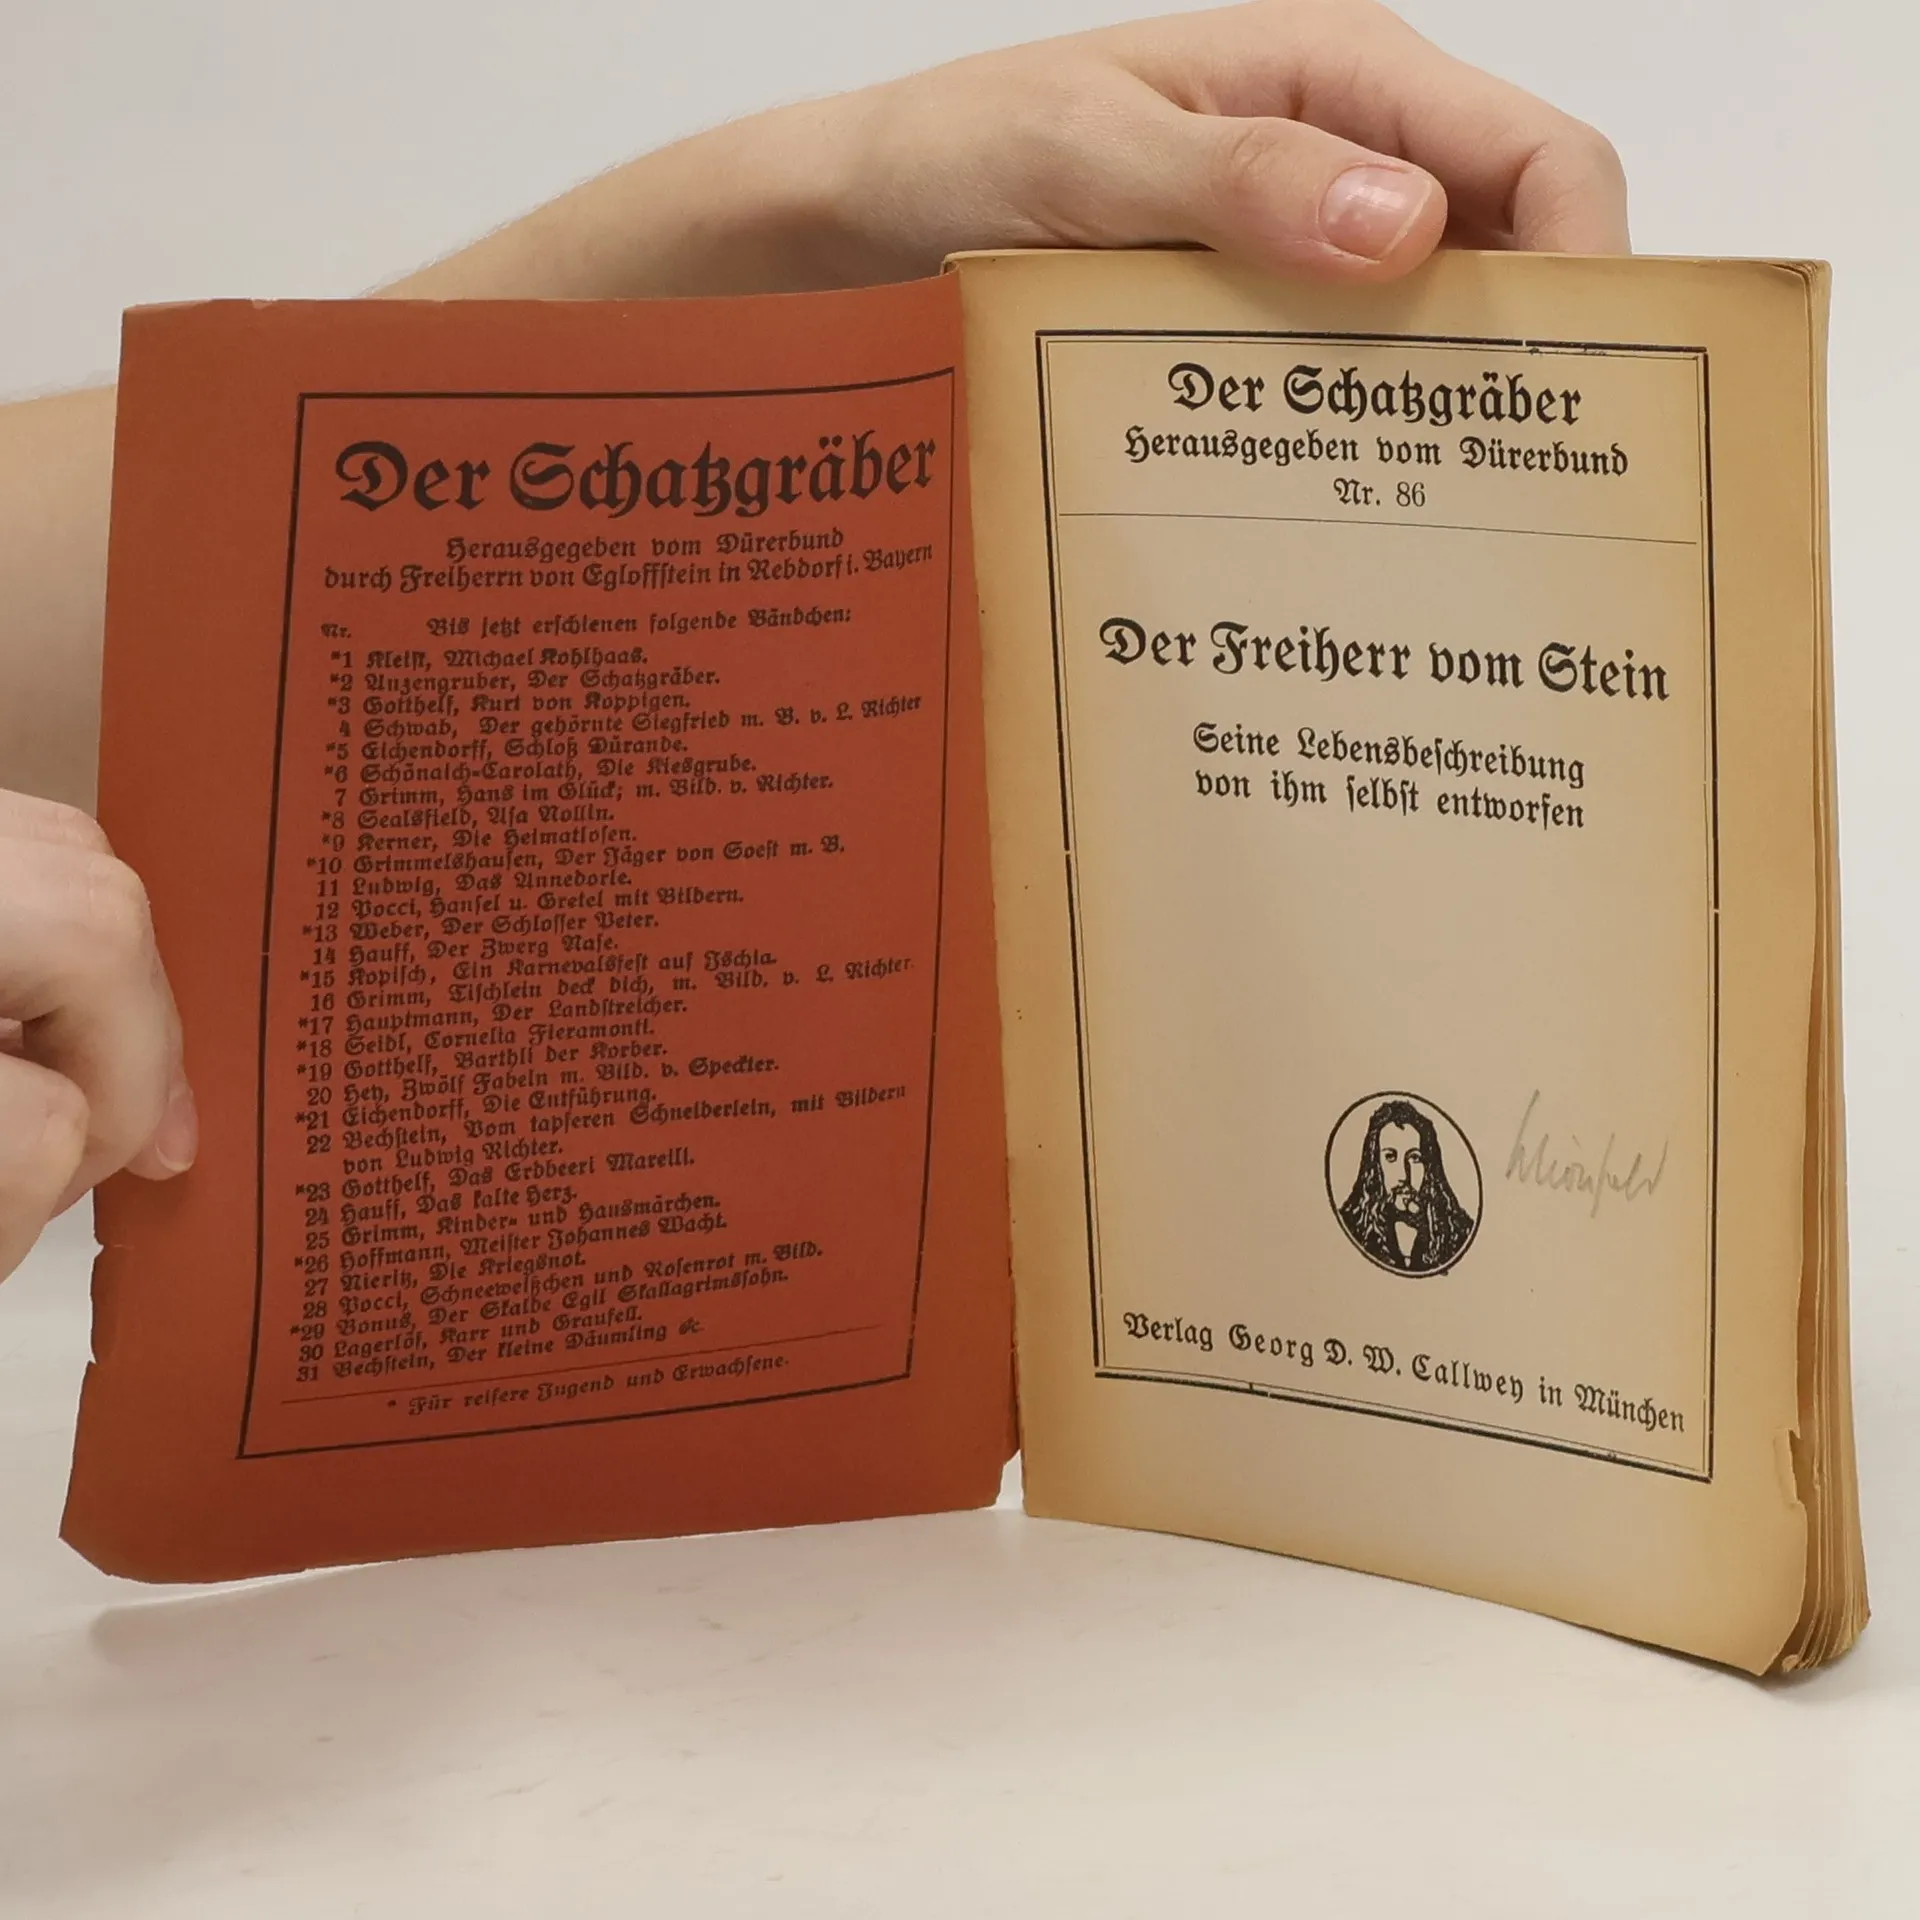 Der Schatzgräber
Herausgegeben vom Dürerbund
durch Freiherrn von Egloffstein in Rebdorf i. Bayern
Nr. Bis jetzt erschienen folgende Bändchen:
*1 Kleist, Michael Kohlhaas.
*2 Anzengruber, Der Schatzgräber.
*3 Gotthelf, Kurt von Koppigen.
4 Schwab, Der gehörnte Siegfried m. B. v. L. Richter
*5 Eichendorff, Schloß Dürande.
*6 Schönaich-Carolath, Die Kiesgrube.
7 Grimm, Hans im Glück; m. Bild. v. Richter.
*8 Sealsfield, Asa Nollin.
*9 Kerner, Die Heimatlosen.
*10 Grimmelshausen, Der Jäger von Soest m. B.
11 Ludwig, Das Annedorle.
12 Pocci, Hansel u. Gretel mit Bildern.
*13 Weber, Der Schlosser Peter.
14 Hauff, Der Zwerg Nase.
*15 Kopisch, Ein Karnevalsfest auf Ischia.
16 Grimm, Tischlein deck dich, m. Bild. v. L. Richter.
*17 Hauptmann, Der Landstreicher.
*18 Seidl, Cornelia Fieramonti.
*19 Gotthelf, Barthli der Korber.
20 Hey, Zwölf Fabeln m. Bild. v. Speckter.
*21 Eichendorff, Die Entführung.
22 Bechstein, Vom tapferen Schneiderlein, mit Bildern
von Ludwig Richter.
*23 Gotthelf, Das Erdbeeri Mareili.
24 Hauff, Das kalte Herz.
25 Grimm, Kinder- und Hausmärchen.
*26 Hoffmann, Meister Johannes Wacht.
27 Nieritz, Die Kriegsnot.
28 Pocci, Schneeweißchen und Rosenrot m. Bild.
*29 Bonus, Der Skalde Egil Skallagrimssohn.
30 Lagerlöf, Karr und Graufell.
31 Bechstein, Der kleine Däumling &c.
* Für reifere Jugend und Erwachsene.
Der Schatzgräber
Herausgegeben vom Dürerbund
Nr. 86
Der Freiherr vom Stein
Seine Lebensbeschreibung
von ihm selbst entworfen
Schönfeld
Verlag Georg D. W. Callwey in München